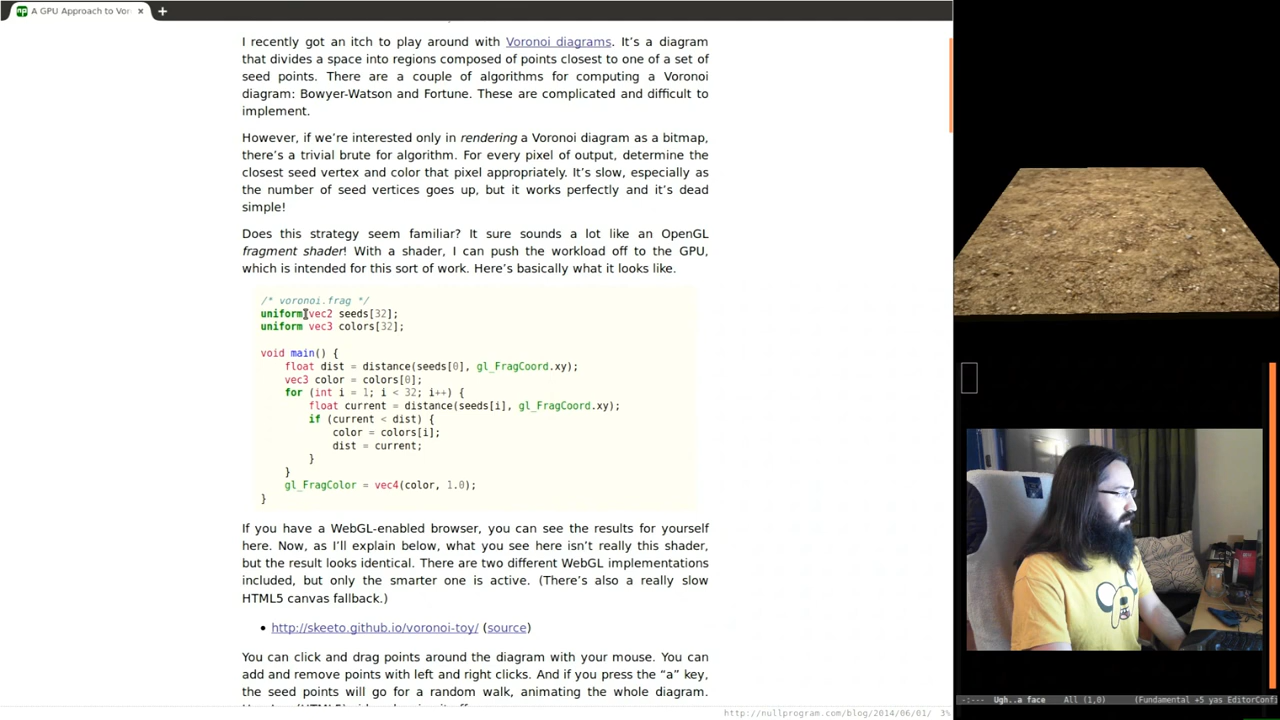 A GPU Approach to Vor
I recently got an itch to play around with Voronoi diagrams. It's a diagram
that divides a space into regions composed of points closest to one of a set of
seed points. There are a couple of algorithms for computing a Voronoi
diagram: Bowyer-Watson and Fortune. These are complicated and difficult to
implement.
However, if we're interested only in rendering a Voronoi diagram as a bitmap,
there's a trivial brute for algorithm. For every pixel of output, determine the
closest seed vertex and color that pixel appropriately. It's slow, especially as
the number of seed vertices goes up, but it works perfectly and it's dead
simple!
Does this strategy seem familiar? It sure sounds a lot like an OpenGL
fragment shader! With a shader, I can push the workload off to the GPU,
which is intended for this sort of work. Here's basically what it looks like.
/* voronoi.frag */
uniform vec2 seeds[32];
uniform vec3 colors[32];
void main() {
float dist = distance(seeds[0], gl_FragCoord.xy);
vec3 color = colors[0];
for (int i = 1; i < 32; i++) {
float current = distance(seeds[i], gl_FragCoord.xy);
if (current < dist) {
color = colors[i];
dist = current;
}
}
gl_FragColor = vec4(color, 1.0);
}
If you have a WebGL-enabled browser, you can see the results for yourself
here. Now, as I'll explain below, what you see here isn't really this shader,
but the result looks identical. There are two different WebGL implementations
included, but only the smarter one is active. (There's also a really slow
HTML5 canvas fallback.)
• http://skeeto.github.io/voronoi-toy/ (source)
You can click and drag points around the diagram with your mouse. You can
add and remove points with left and right clicks. And if you press the "a" key,
the seed points will go for a random walk, animating the whole diagram.
http://nullprogram.com/blog/2014/06/01/ 3%
-:--- Ugh..a face All (1,0) (Fundamental +5 yas EditorConf